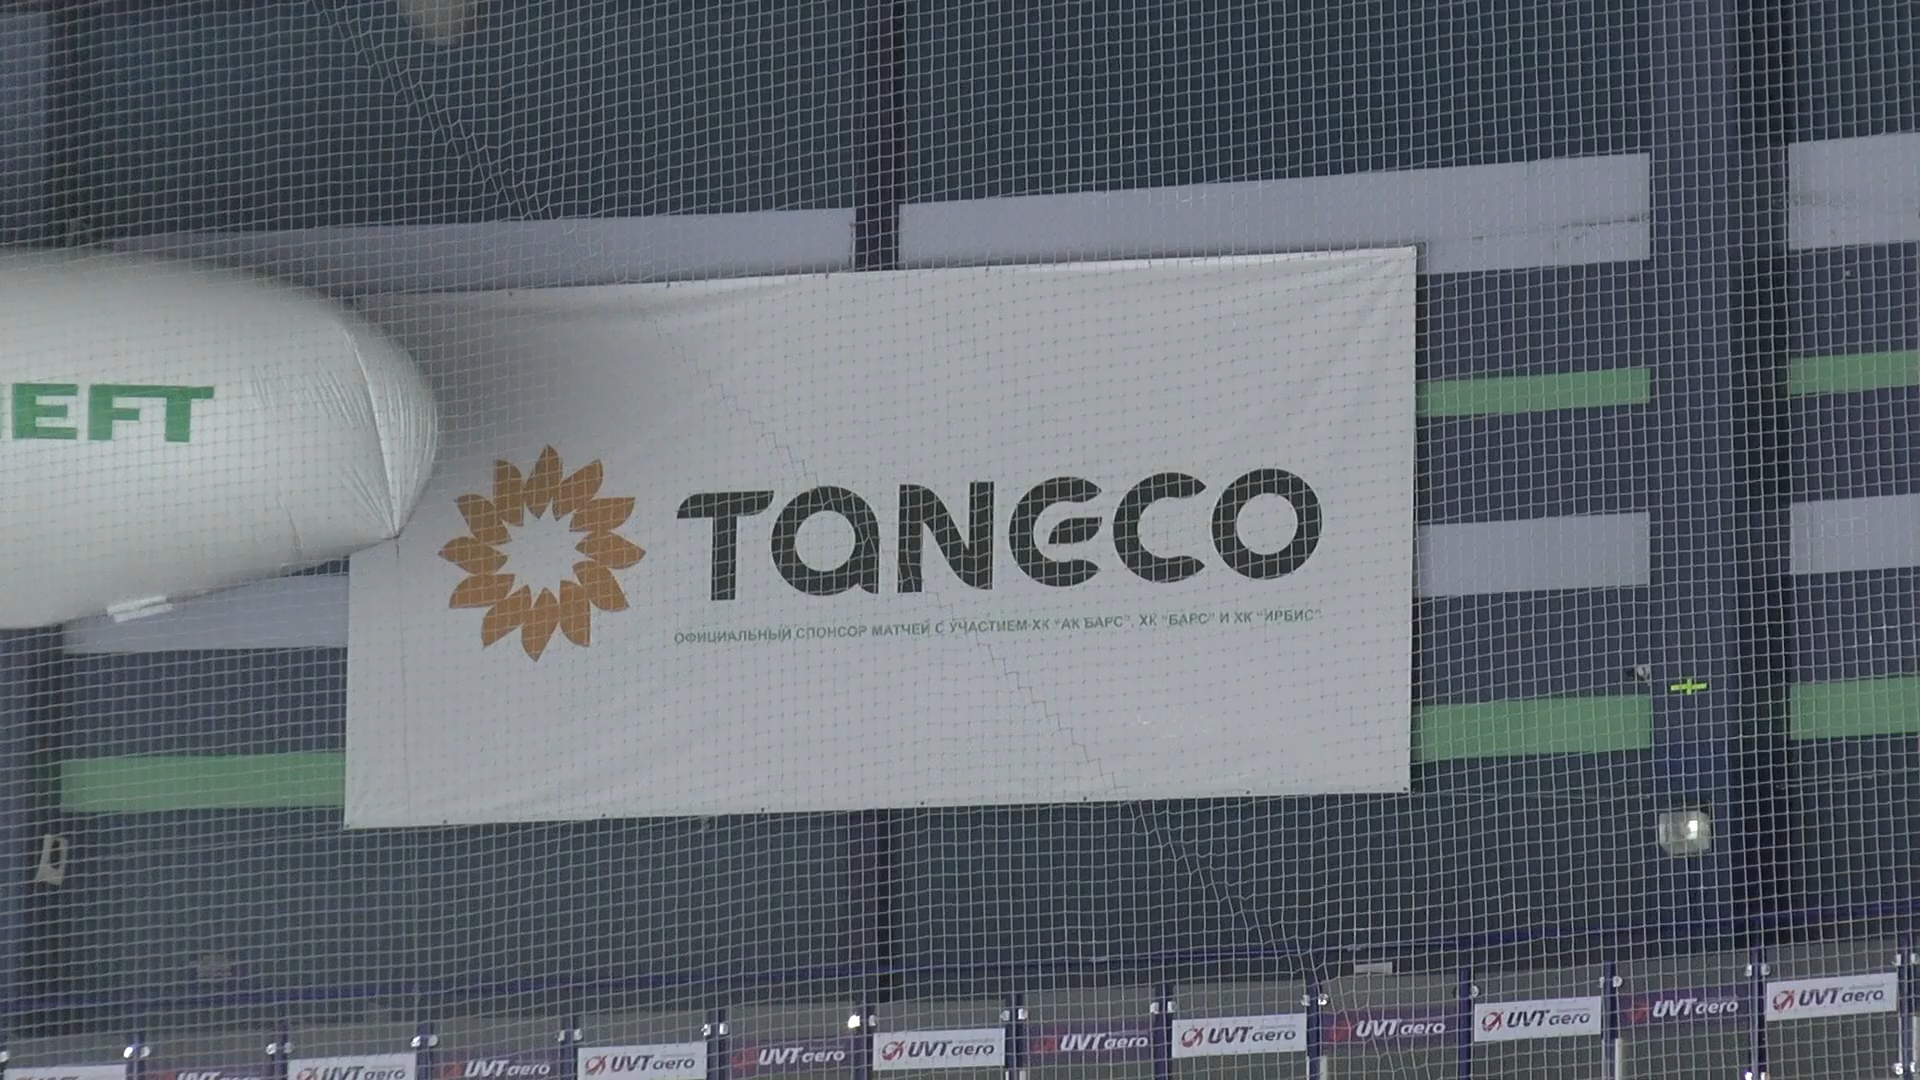 EFT
TANECO
ОФИЦИАЛЬНЫЙ СПОНСОР МАТЧЕЙ С УЧАСТИЕМ ХК "АК БАРС", ХК "БАРС" И ХК "ИРБИС"
UVTaero UVTaero UVTaero UVTaero UVTaero UVTaero UVTaero UVTaero UVTaero UVTaero UVTaero UVTaero